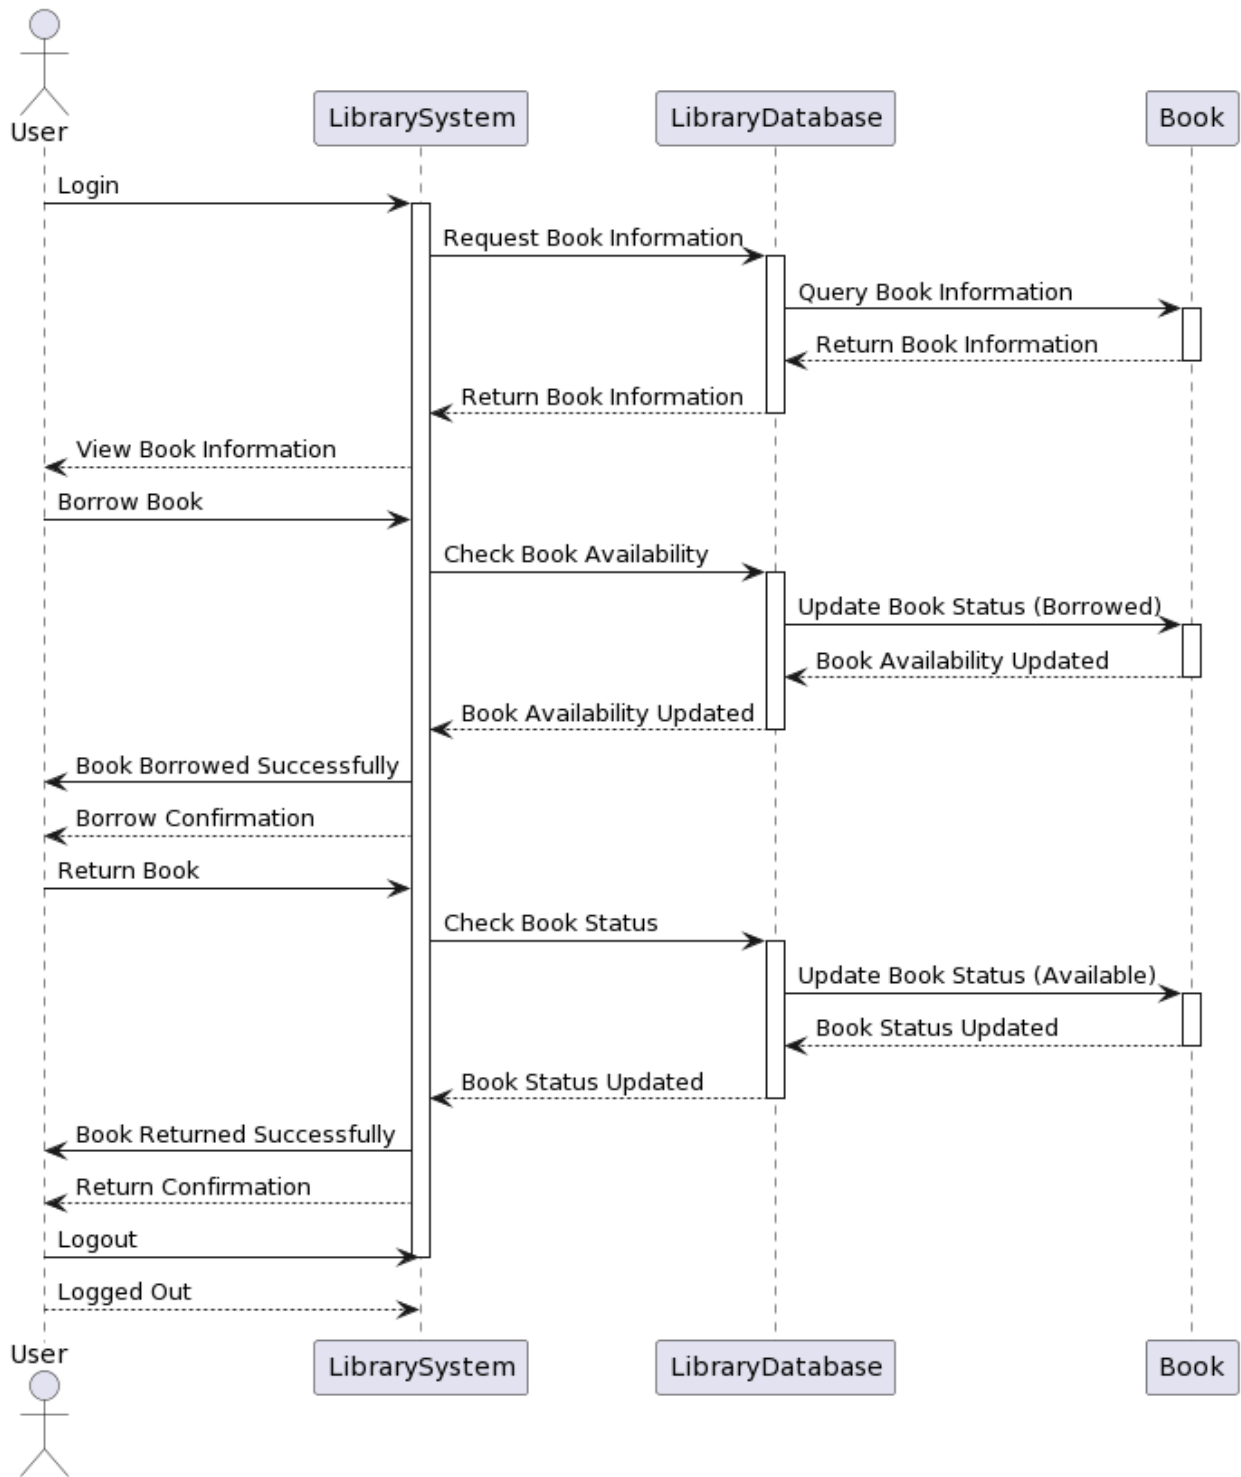 User
LibrarySystem
LibraryDatabase
Book
Login
Request Book Information
Query Book Information
Return Book Information
Return Book Information
View Book Information
Borrow Book
Check Book Availability
Update Book Status (Borrowed)
Book Availability Updated
Book Availability Updated
Book Borrowed Successfully
Borrow Confirmation
Return Book
Check Book Status
Update Book Status (Available)
Book Status Updated
Book Status Updated
Book Returned Successfully
Return Confirmation
Logout
Logged Out
User
LibrarySystem
LibraryDatabase
Book